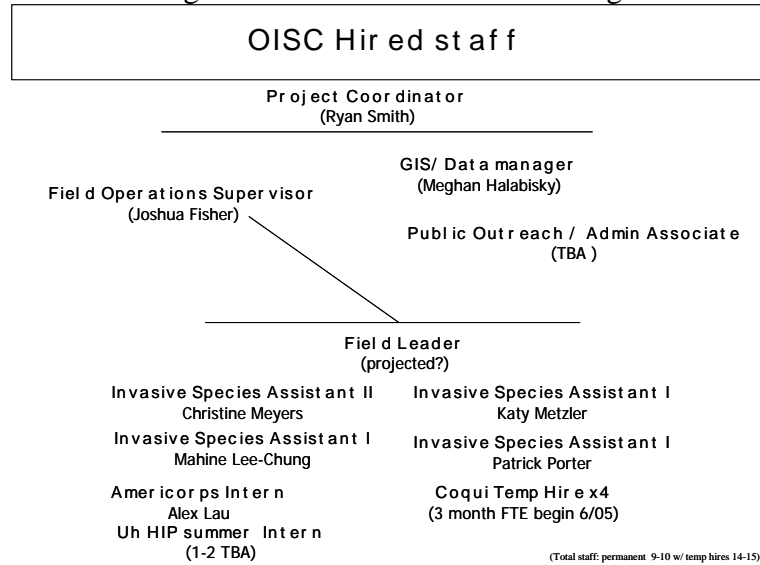 OISC Hired staff
Project Coordinator
(Ryan Smith)
GIS/ Data manager
(Meghan Halabisky)
Field Operations Supervisor
(Joshua Fisher)
Public Outreach / Admin Associate
(TBA )
Field Leader
(projected?)
Invasive Species Assistant II
Christine Meyers
Invasive Species Assistant I
Katy Metzler
Invasive Species Assistant I
Mahine Lee-Chung
Invasive Species Assistant I
Patrick Porter
Americorps Intern
Alex Lau
Uh HIP summer Intern
(1-2 TBA)
Coqui Temp Hire x4
(3 month FTE begin 6/05)
(Total staff: permanent 9-10 w/ temp hires 14-15)